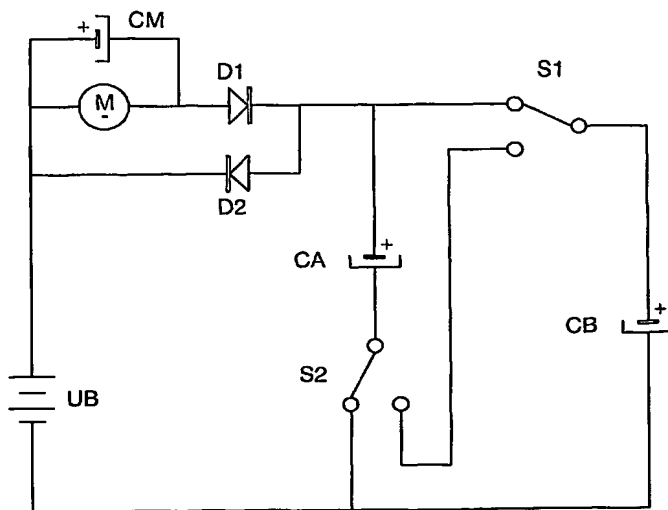 CM
+
M
-
D1
S1
D2
+
CA
+
CB
S2
UB